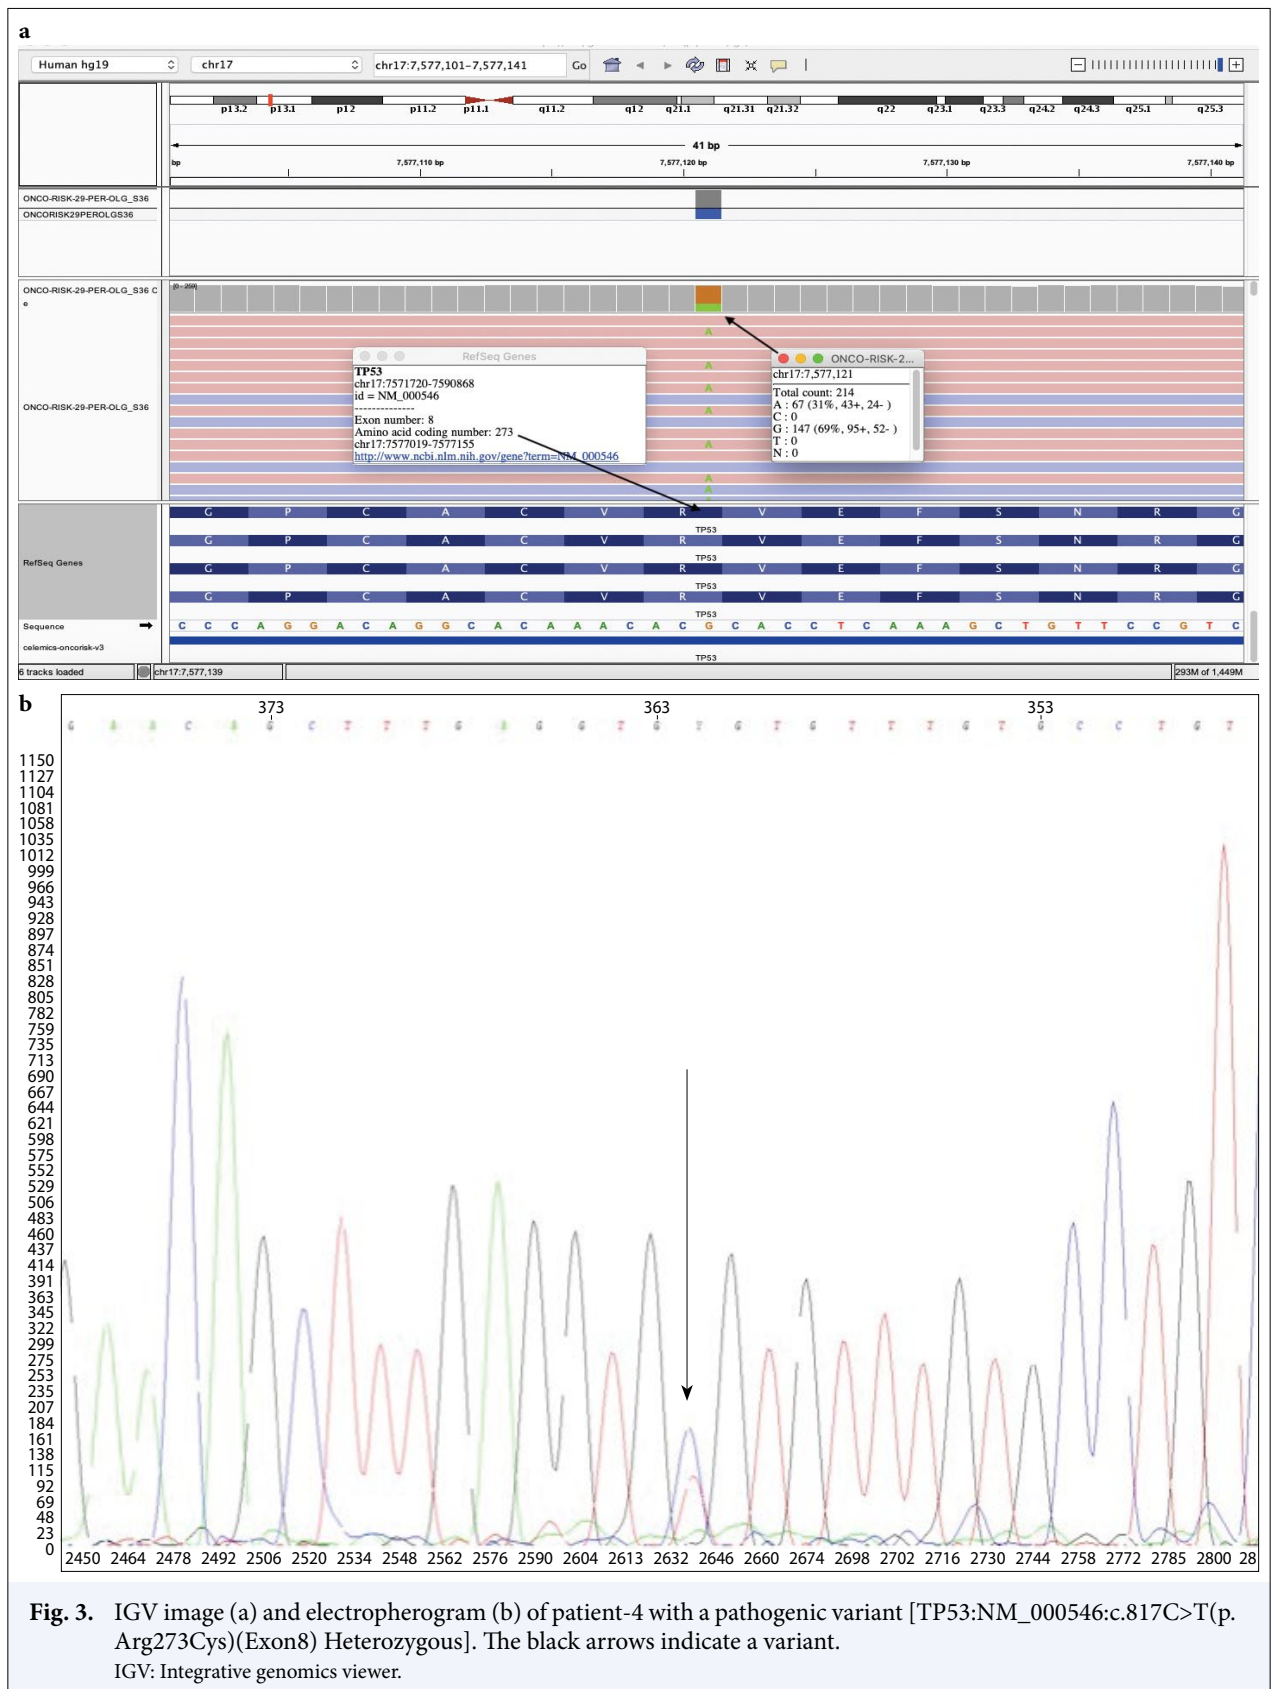 a
Human hg19
chr17
chr17:7,577,101-7,577,141
Go
p13.2 p13.1 p12 p11.2 p11.1 q11.2 q12 q21.1 q21.31 q21.32 q22 q23.1 q23.3 q24.2 q24.3 q25.1 q25.3
41 bp
bp 7,577,110 bp 7,577,120 bp 7,577,130 bp 7,577,140 bp
ONCO-RISK-29-PER-OLG_S36
ONCORISK29PEROLGS36
ONCO-RISK-29-PER-OLG_S36 C
e
[0 - 259]
A
A
A
A
A
A
A
RefSeq Genes
TP53
chr17:7571720-7590868
id = NM_000546
--------------
Exon number: 8
Amino acid coding number: 273
chr17:7577019-7577155
http://www.ncbi.nlm.nih.gov/gene?term=NM_000546
ONCO-RISK-2...
chr17:7,577,121
Total count: 214
A : 67 (31%, 43+, 24- )
C : 0
G : 147 (69%, 95+, 52- )
T : 0
N : 0
ONCO-RISK-29-PER-OLG_S36
G P C A C V R V E F S N R G
TP53
G P C A C V R V E F S N R G
TP53
RefSeq Genes
G P C A C V R V E F S N R G
TP53
G P C A C V R V E F S N R G
TP53
Sequence
C C C A G G A C A G G C A C A A A C A C G C A C C T C A A A G C T G T T C C G T C
celemics-oncorisk-v3
TP53
6 tracks loaded chr17:7,577,139 293M of 1,449M
b
373 363 353
G A A C A G C T T T G A G G T G Y G T G T T T G T G C C T G T
1150
1127
1104
1081
1058
1035
1012
999
966
943
928
897
874
851
828
805
782
759
735
713
690
667
644
621
598
575
552
529
506
483
460
437
414
391
363
345
322
299
275
253
235
207
184
161
138
115
92
69
48
23
0
2450 2464 2478 2492 2506 2520 2534 2548 2562 2576 2590 2604 2613 2632 2646 2660 2674 2698 2702 2716 2730 2744 2758 2772 2785 2800 28
Fig. 3. IGV image (a) and electropherogram (b) of patient-4 with a pathogenic variant [TP53:NM_000546:c.817C>T(p.
Arg273Cys)(Exon8) Heterozygous]. The black arrows indicate a variant.
IGV: Integrative genomics viewer.